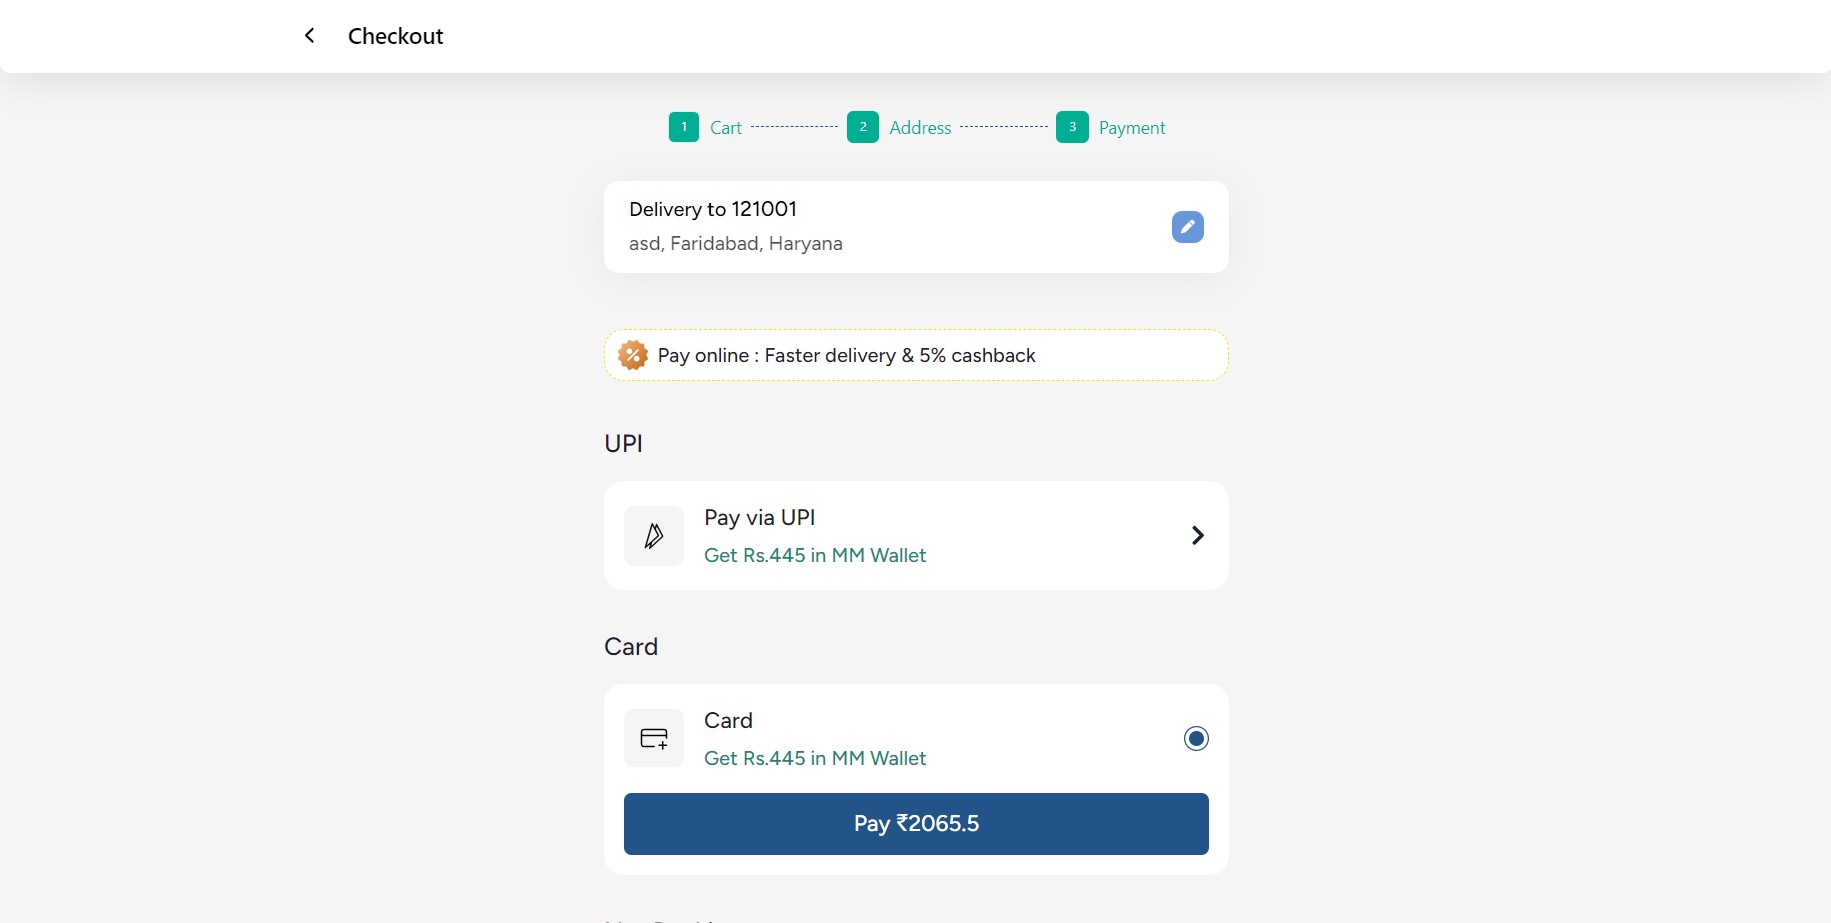 Checkout
1 Cart 2 Address 3 Payment
Delivery to 121001
asd, Faridabad, Haryana
Pay online : Faster delivery & 5% cashback
UPI
Pay via UPI
Get Rs.445 in MM Wallet
Card
Card
Get Rs.445 in MM Wallet
Pay ₹2065.5